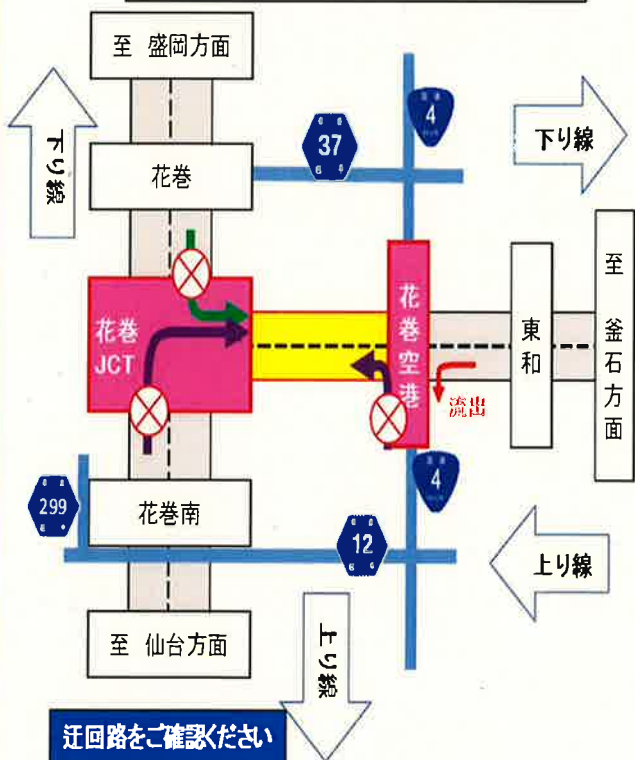 至 盛岡方面
4
下り線
37
下り線
花巻
至 釜石方面
花巻空港
東和
花巻
JCT
流出
4
299
花巻南
12
上り線
至 仙台方面
上り線
迂回路をご確認ください